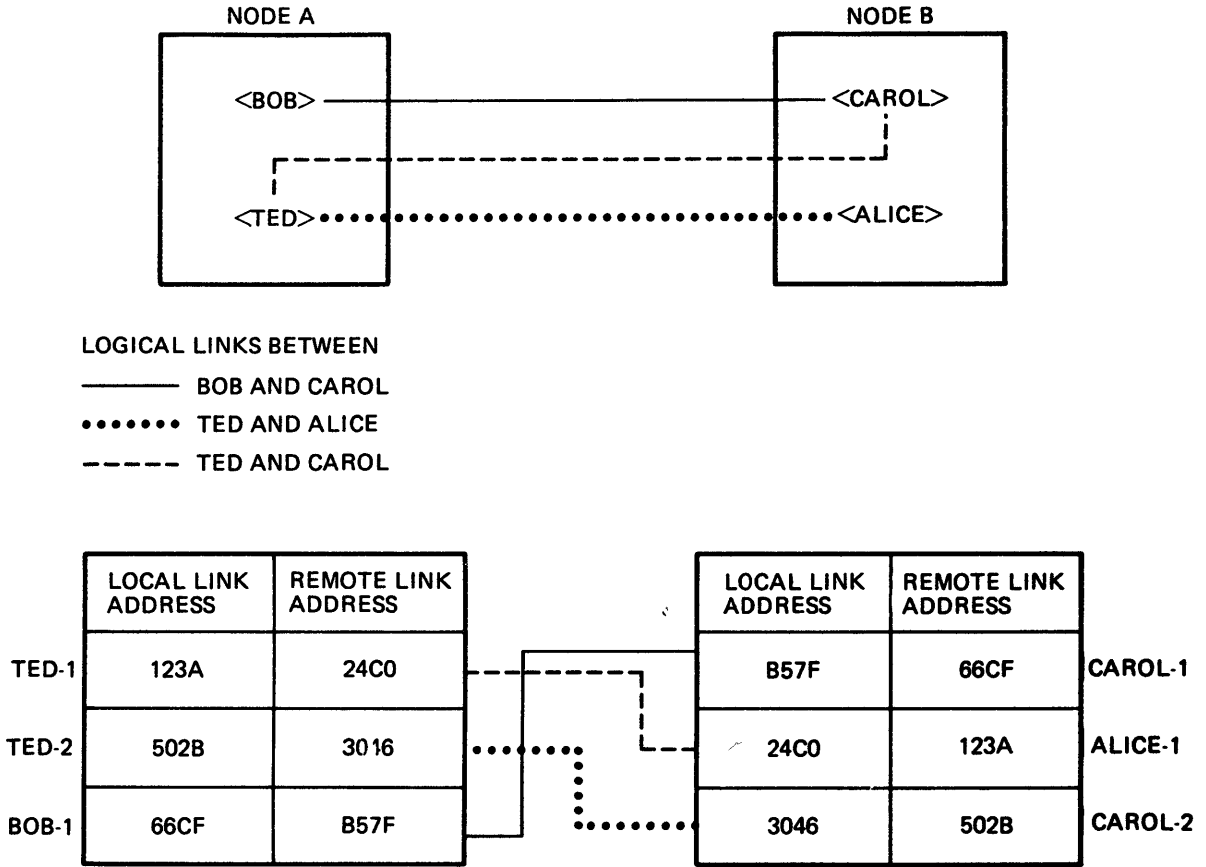 NODE A
NODE B
<BOB>
<CAROL>
<TED>
<ALICE>
LOGICAL LINKS BETWEEN
BOB AND CAROL
TED AND ALICE
TED AND CAROL
LOCAL LINK ADDRESS
REMOTE LINK ADDRESS
TED-1 123A 24C0
TED-2 502B 3016
BOB-1 66CF B57F
LOCAL LINK ADDRESS
REMOTE LINK ADDRESS
B57F 66CF CAROL-1
24C0 123A ALICE-1
3046 502B CAROL-2